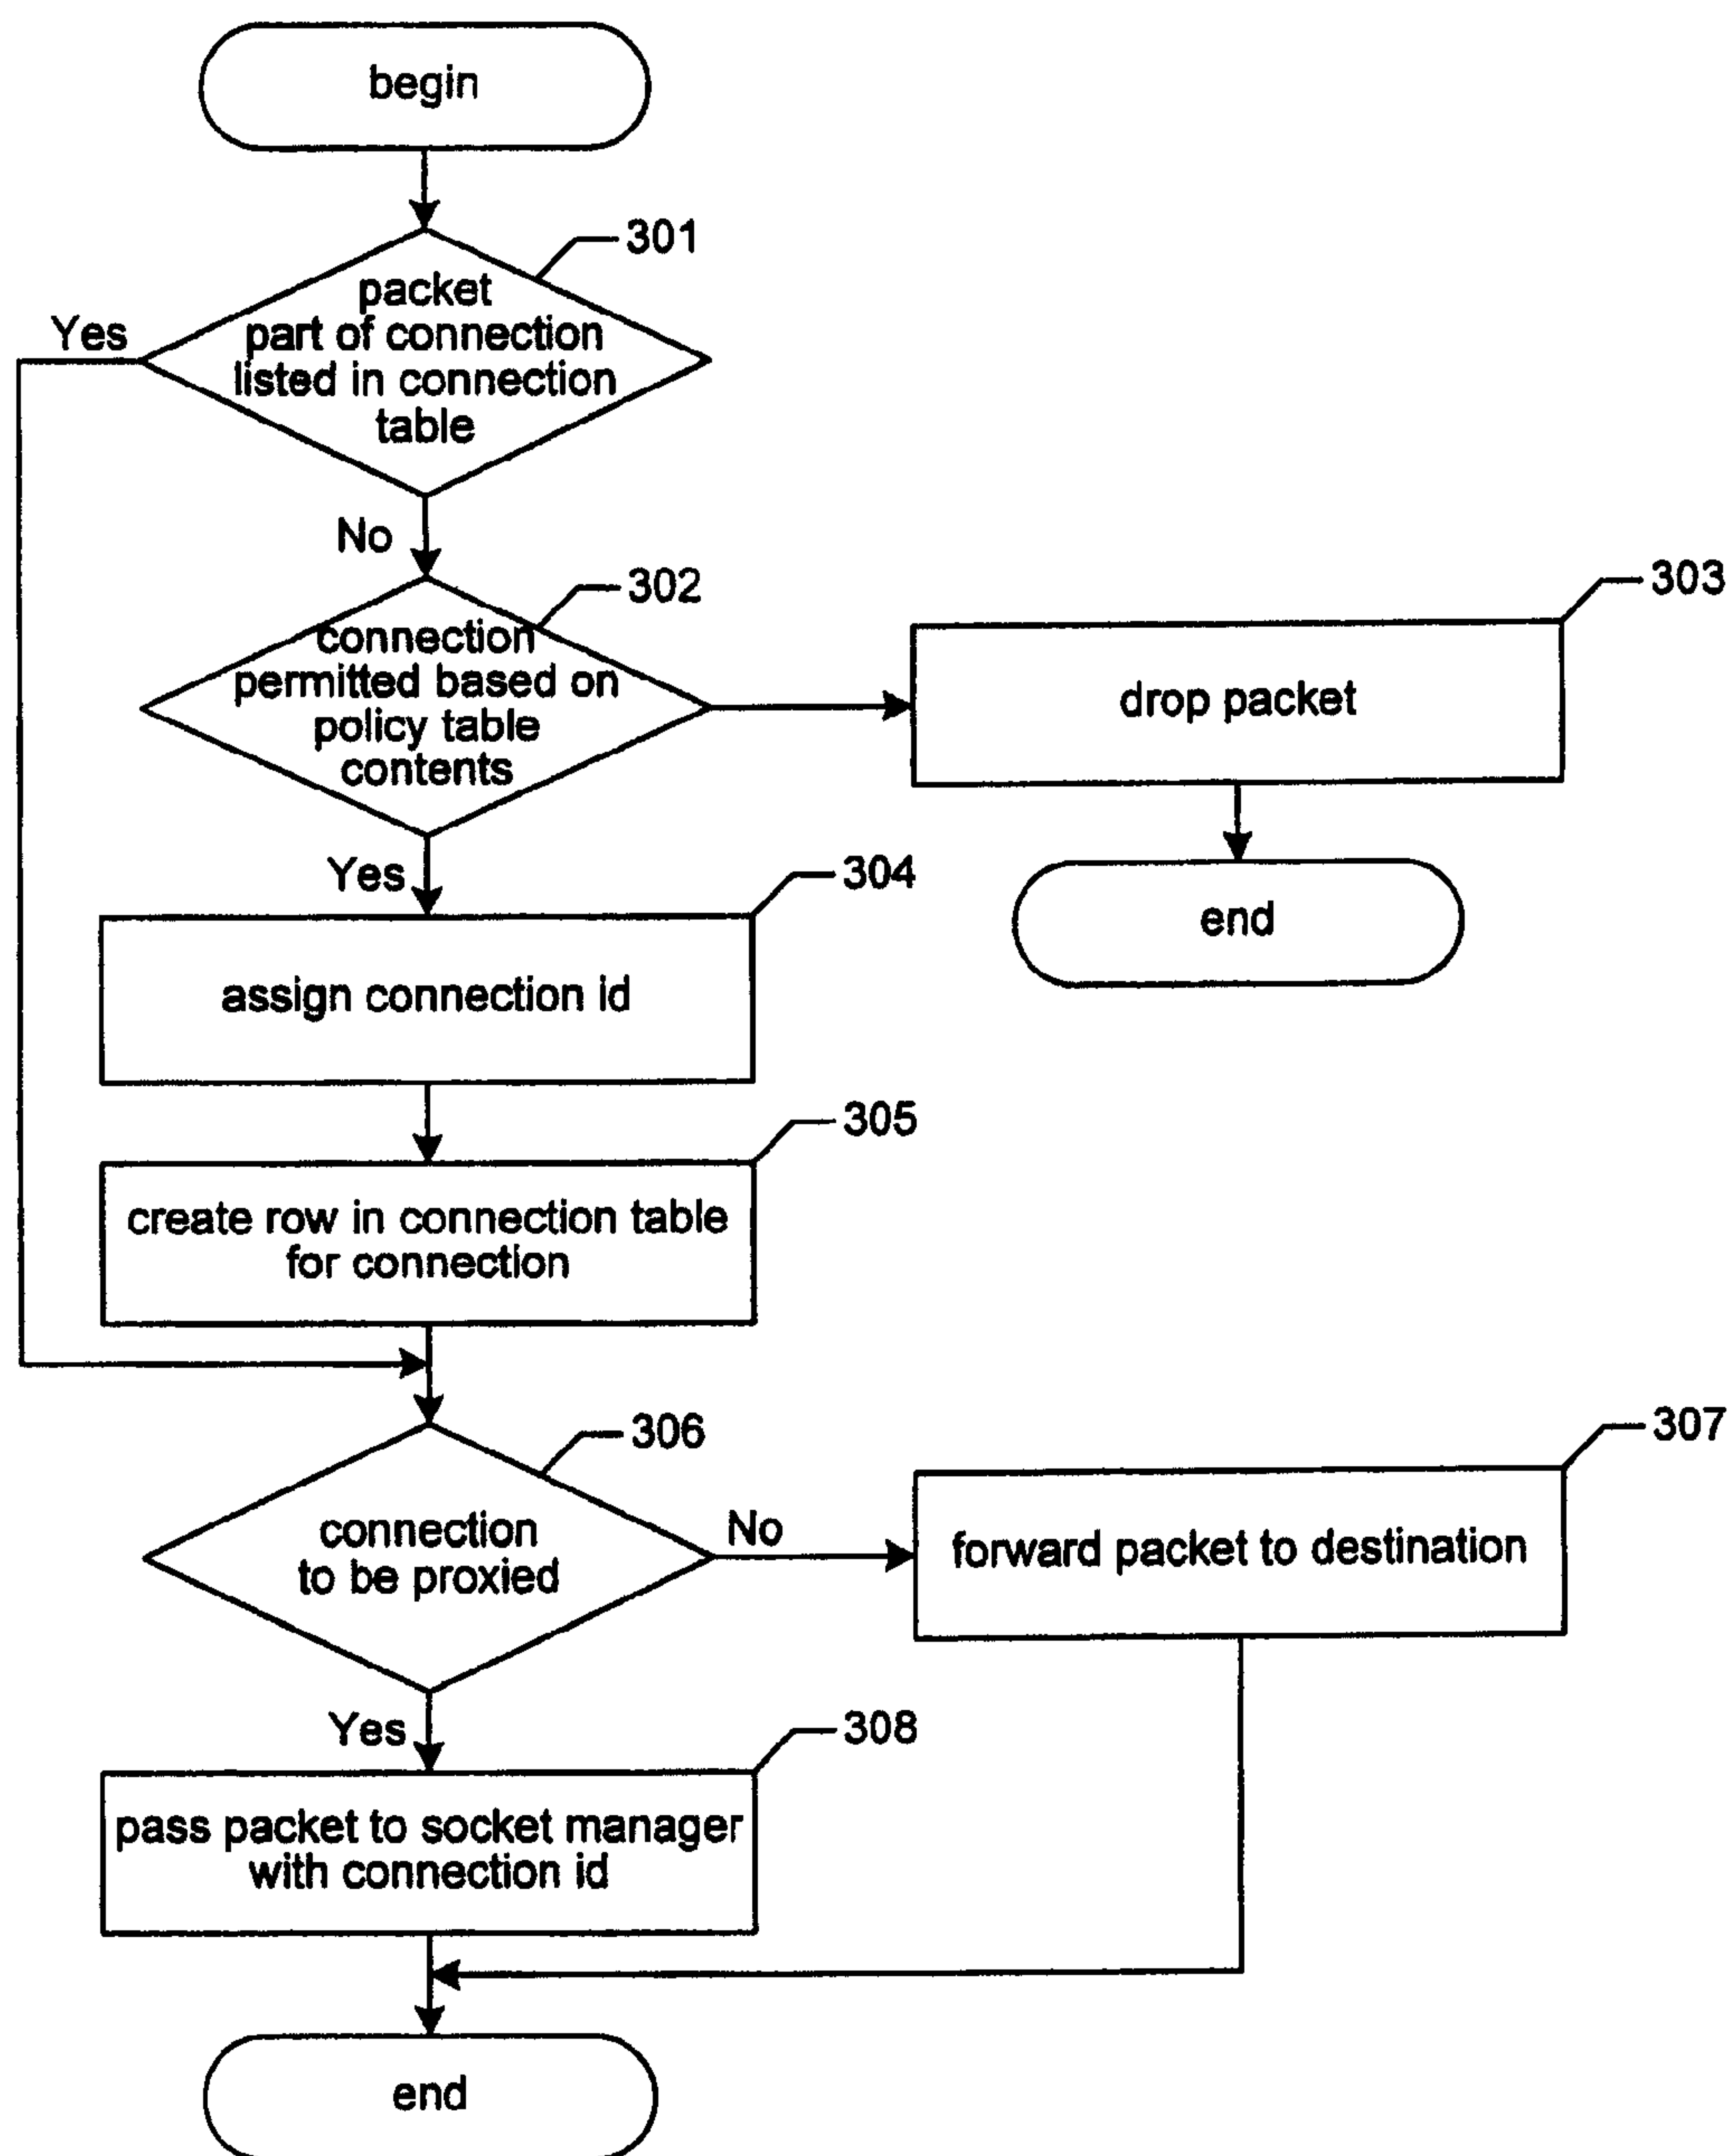 begin
301
packet
part of connection
listed in connection
table
Yes
No
302
connection
permitted based on
policy table
contents
303
drop packet
end
Yes
304
assign connection id
305
create row in connection table
for connection
306
connection
to be proxied
No
307
forward packet to destination
Yes
308
pass packet to socket manager
with connection id
end